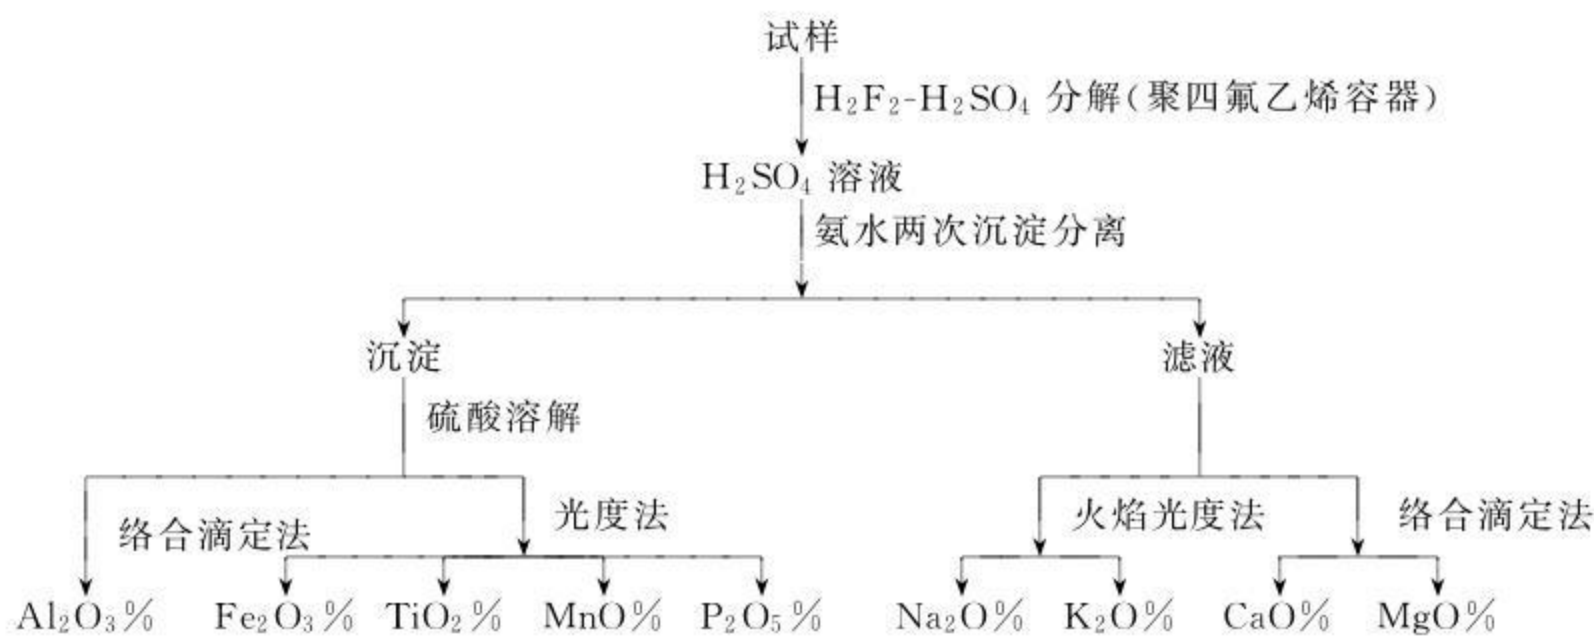 试样
H₂F₂-H₂SO₄ 分解(聚四氟乙烯容器)
H₂SO₄ 溶液
氨水两次沉淀分离
沉淀 滤液
硫酸溶解
络合滴定法 光度法 火焰光度法 络合滴定法
Al₂O₃% Fe₂O₃% TiO₂% MnO% P₂O₅% Na₂O% K₂O% CaO% MgO%